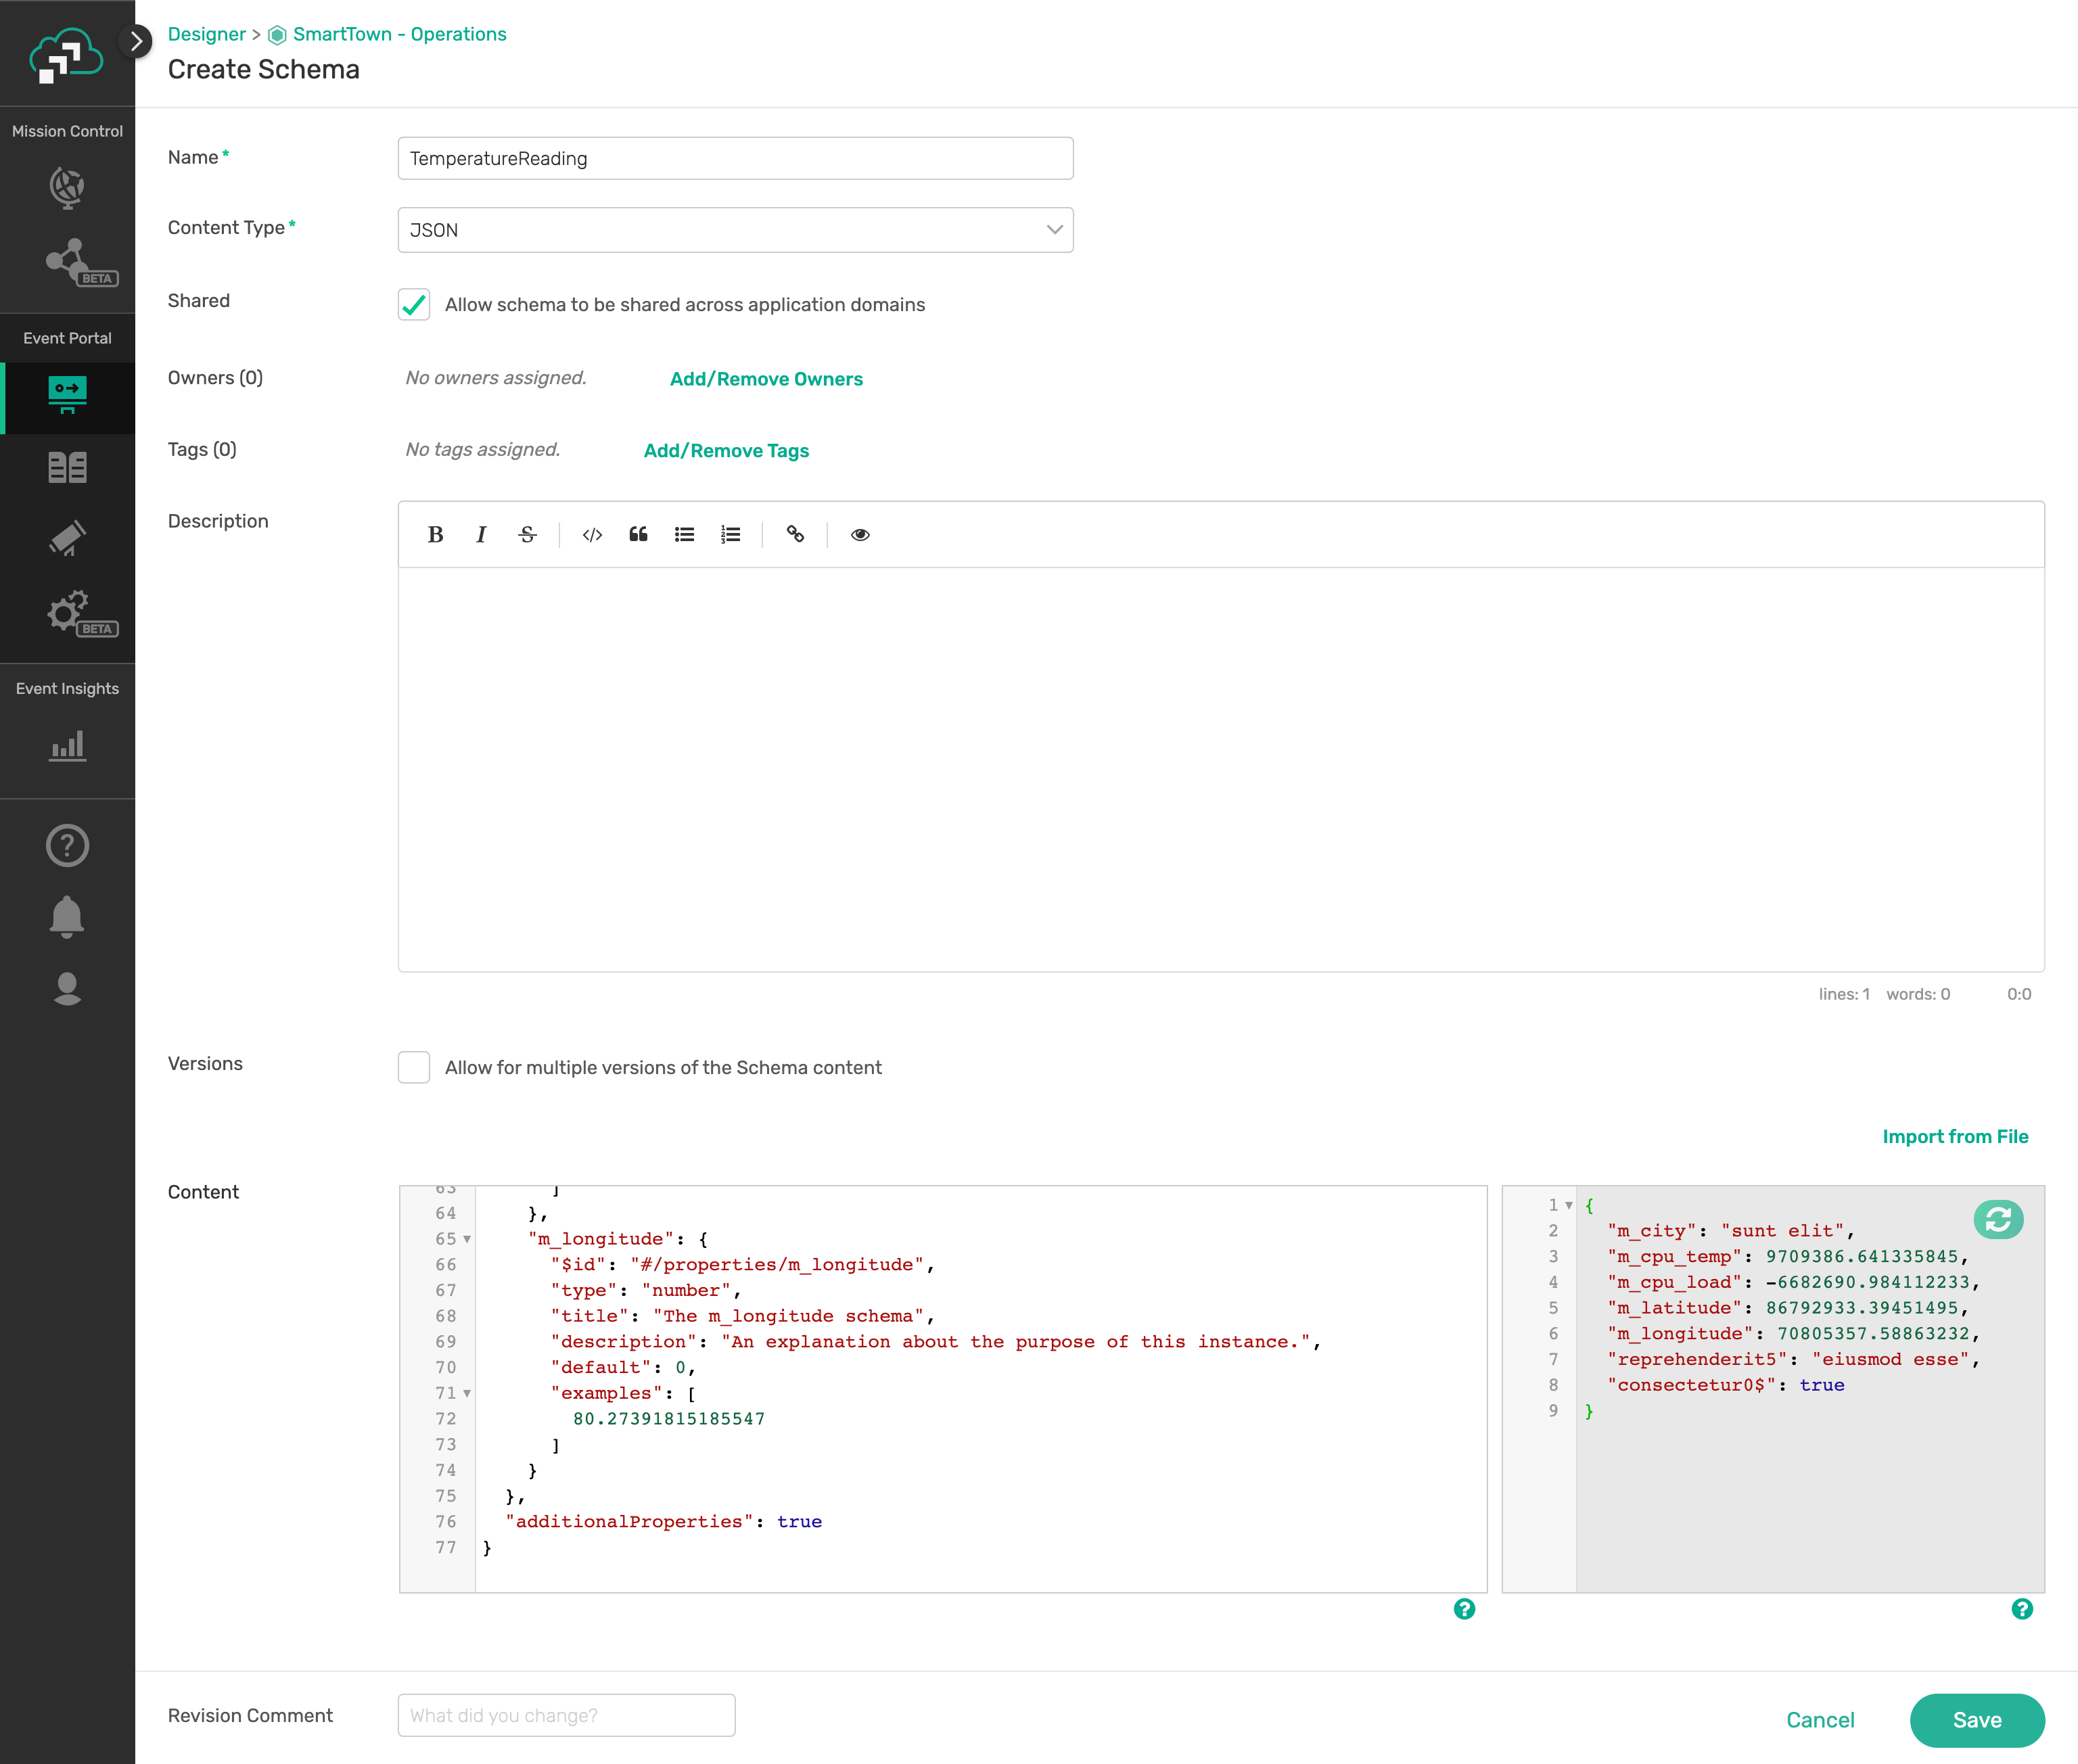 Designer > SmartTown - Operations
Create Schema
Mission Control
BETA
Event Portal
BETA
Event Insights
Name *
TemperatureReading
Content Type *
JSON
Shared
Allow schema to be shared across application domains
Owners (0)
No owners assigned.
Add/Remove Owners
Tags (0)
No tags assigned.
Add/Remove Tags
Description
B I S
lines: 1 words: 0 0:0
Versions
Allow for multiple versions of the Schema content
Import from File
Content
63 ]
64 },
65 "m_longitude": {
66 "$id": "#/properties/m_longitude",
67 "type": "number",
68 "title": "The m_longitude schema",
69 "description": "An explanation about the purpose of this instance.",
70 "default": 0,
71 "examples": [
72 80.27391815185547
73 ]
74 }
75 },
76 "additionalProperties": true
77 }
1 {
2 "m_city": "sunt elit",
3 "m_cpu_temp": 9709386.641335845,
4 "m_cpu_load": -6682690.984112233,
5 "m_latitude": 86792933.39451495,
6 "m_longitude": 70805357.58863232,
7 "reprehenderit5": "eiusmod esse",
8 "consectetur0$": true
9 }
Revision Comment
What did you change?
Cancel
Save